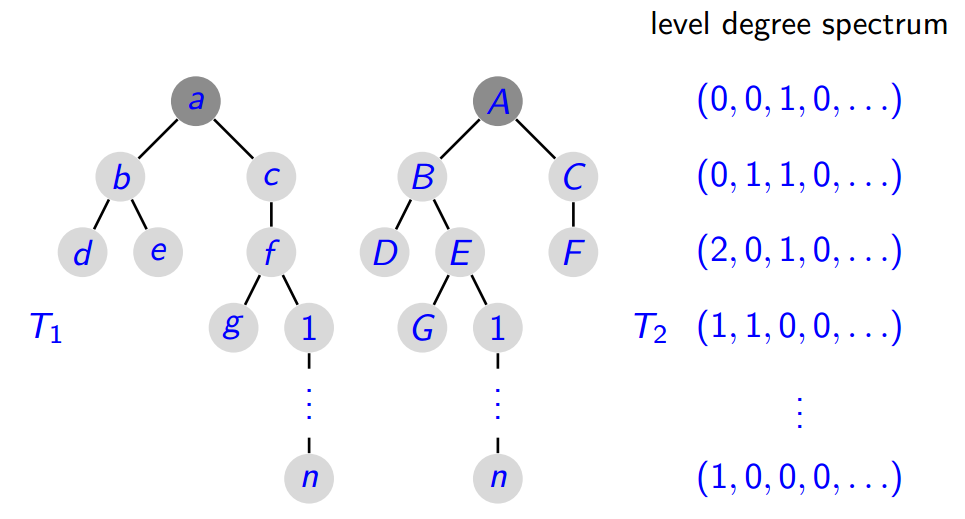 level degree spectrum
a A (0, 0, 1, 0, . . .)
b c B C (0, 1, 1, 0, . . .)
d e f D E F (2, 0, 1, 0, . . .)
T₁ g 1 G 1 T₂ (1, 1, 0, 0, . . .)
⋮ ⋮ ⋮
n n (1, 0, 0, 0, . . .)